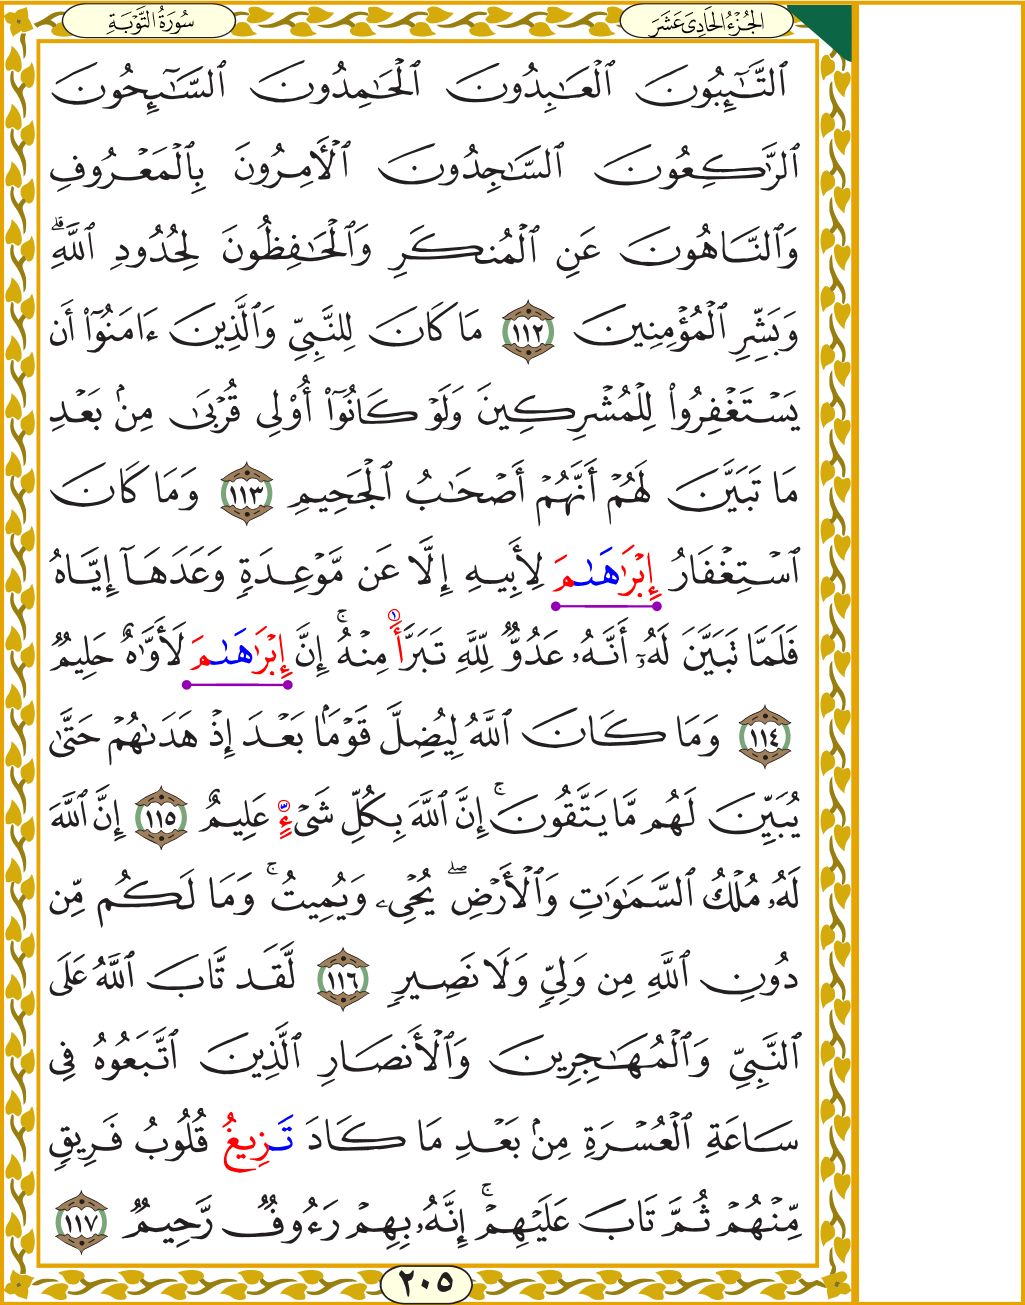 الجُزْءُ الحَادِى عَشَرَ
سُورَةُ التَّوْبَةِ
ٱلتَّٰٓئِبُونَ ٱلْعَٰبِدُونَ ٱلْحَٰمِدُونَ ٱلسَّٰٓئِحُونَ
ٱلرَّٰكِعُونَ ٱلسَّٰجِدُونَ ٱلْأٓمِرُونَ بِٱلْمَعْرُوفِ
وَٱلنَّاهُونَ عَنِ ٱلْمُنكَرِ وَٱلْحَٰفِظُونَ لِحُدُودِ ٱللَّهِ ۗ
وَبَشِّرِ ٱلْمُؤْمِنِينَ ١١٢ مَا كَانَ لِلنَّبِىِّ وَٱلَّذِينَ ءَامَنُوٓا۟ أَن
يَسْتَغْفِرُوا۟ لِلْمُشْرِكِينَ وَلَوْ كَانُوٓا۟ أُو۟لِى قُرْبَىٰ مِنۢ بَعْدِ
مَا تَبَيَّنَ لَهُمْ أَنَّهُمْ أَصْحَٰبُ ٱلْجَحِيمِ ١١٣ وَمَا كَانَ
ٱسْتِغْفَارُ إِبْرَٰهَٰمَ لِأَبِيهِ إِلَّا عَن مَّوْعِدَةٍ وَعَدَهَآ إِيَّاهُ
فَلَمَّا تَبَيَّنَ لَهُۥٓ أَنَّهُۥ عَدُوٌّ لِّلَّهِ تَبَرَّأَ مِنْهُ ۚ إِنَّ إِبْرَٰهَٰمَ لَأَوَّٰهٌ حَلِيمٌ
١١٤ وَمَا كَانَ ٱللَّهُ لِيُضِلَّ قَوْمًۢا بَعْدَ إِذْ هَدَىٰهُمْ حَتَّىٰ
يُبَيِّنَ لَهُم مَّا يَتَّقُونَ ۚ إِنَّ ٱللَّهَ بِكُلِّ شَىْءٍ عَلِيمٌ ١١٥ إِنَّ ٱللَّهَ
لَهُۥ مُلْكُ ٱلسَّمَٰوَٰتِ وَٱلْأَرْضِ ۖ يُحْىِۦ وَيُمِيتُ ۚ وَمَا لَكُم مِّن
دُونِ ٱللَّهِ مِن وَلِىٍّ وَلَا نَصِيرٍ ١١٦ لَّقَد تَّابَ ٱللَّهُ عَلَى
ٱلنَّبِىِّ وَٱلْمُهَٰجِرِينَ وَٱلْأَنصَارِ ٱلَّذِينَ ٱتَّبَعُوهُ فِى
سَاعَةِ ٱلْعُسْرَةِ مِنۢ بَعْدِ مَا كَادَ تَزِيغُ قُلُوبُ فَرِيقٍ
مِّنْهُمْ ثُمَّ تَابَ عَلَيْهِمْ ۚ إِنَّهُۥ بِهِمْ رَءُوفٌ رَّحِيمٌ ١١٧
٢٠٥